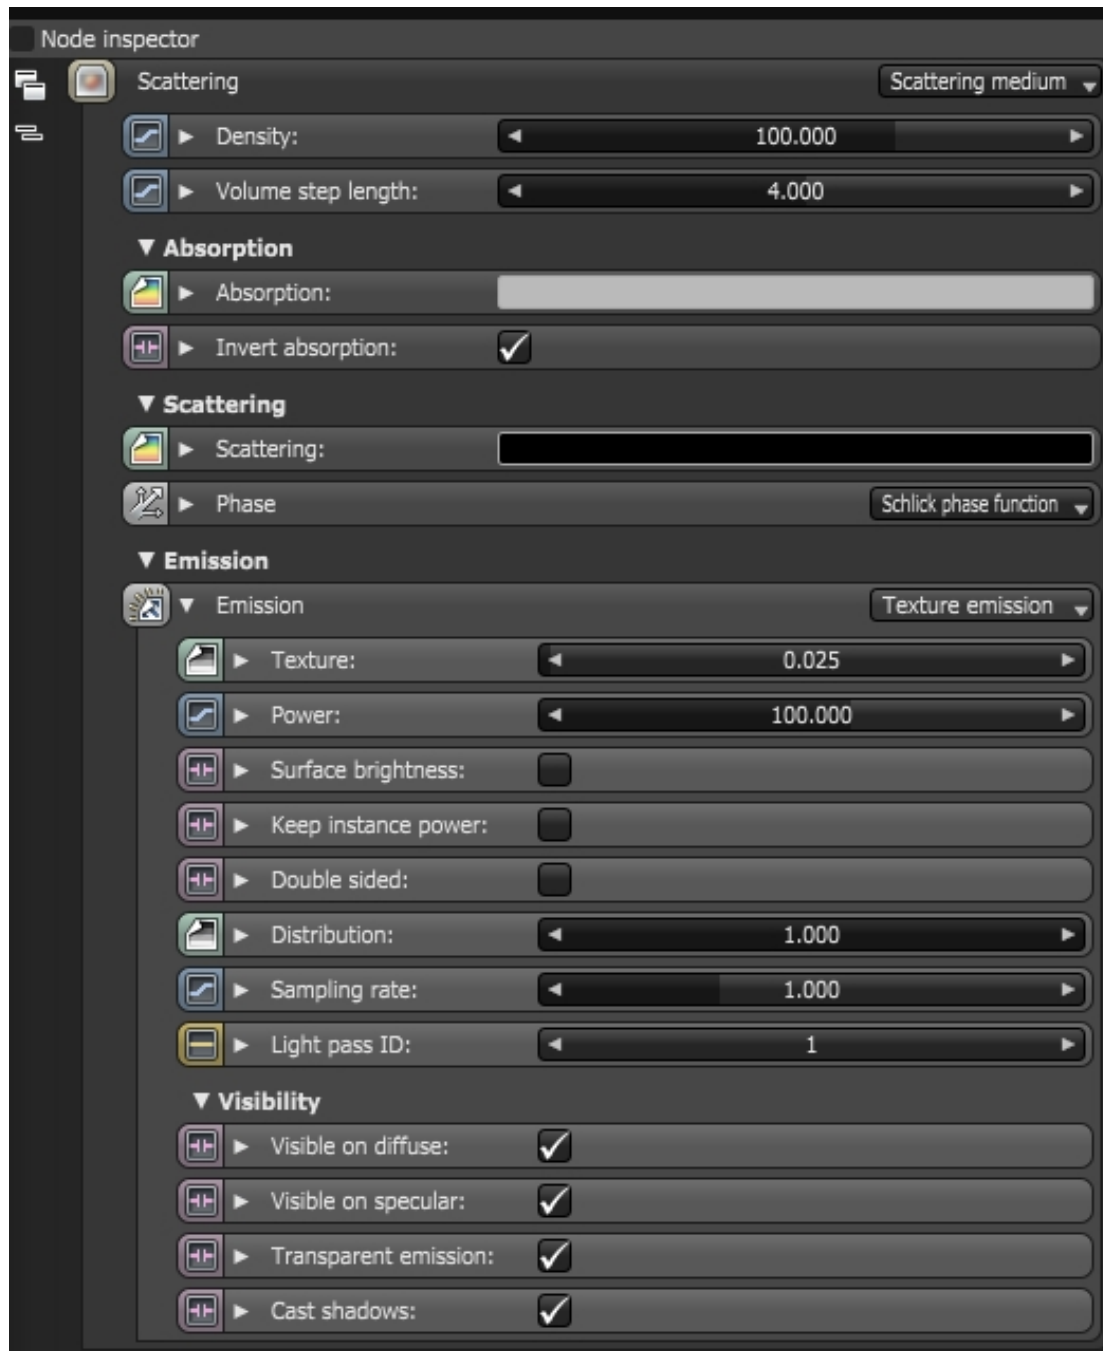 Node inspector
Scattering Scattering medium
Density: 100.000
Volume step length: 4.000
Absorption
Absorption:
Invert absorption:
Scattering
Scattering:
Phase Schlick phase function
Emission
Emission Texture emission
Texture: 0.025
Power: 100.000
Surface brightness:
Keep instance power:
Double sided:
Distribution: 1.000
Sampling rate: 1.000
Light pass ID: 1
Visibility
Visible on diffuse:
Visible on specular:
Transparent emission:
Cast shadows: